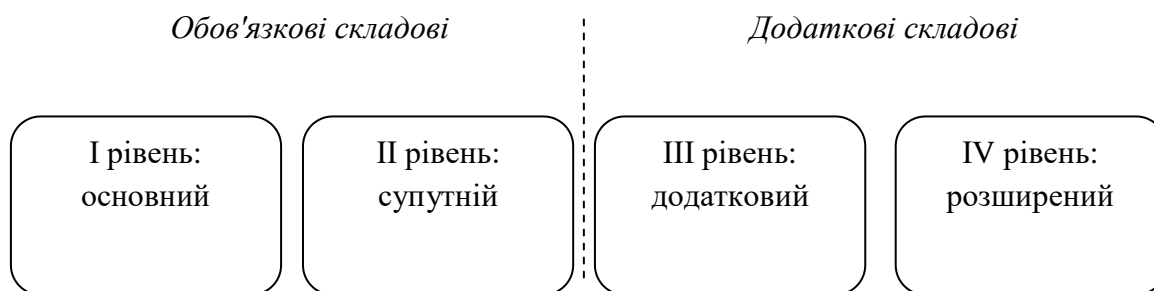 Обов'язкові складові
Додаткові складові
І рівень:
основний
ІІ рівень:
супутній
ІІІ рівень:
додатковий
IV рівень:
розширений